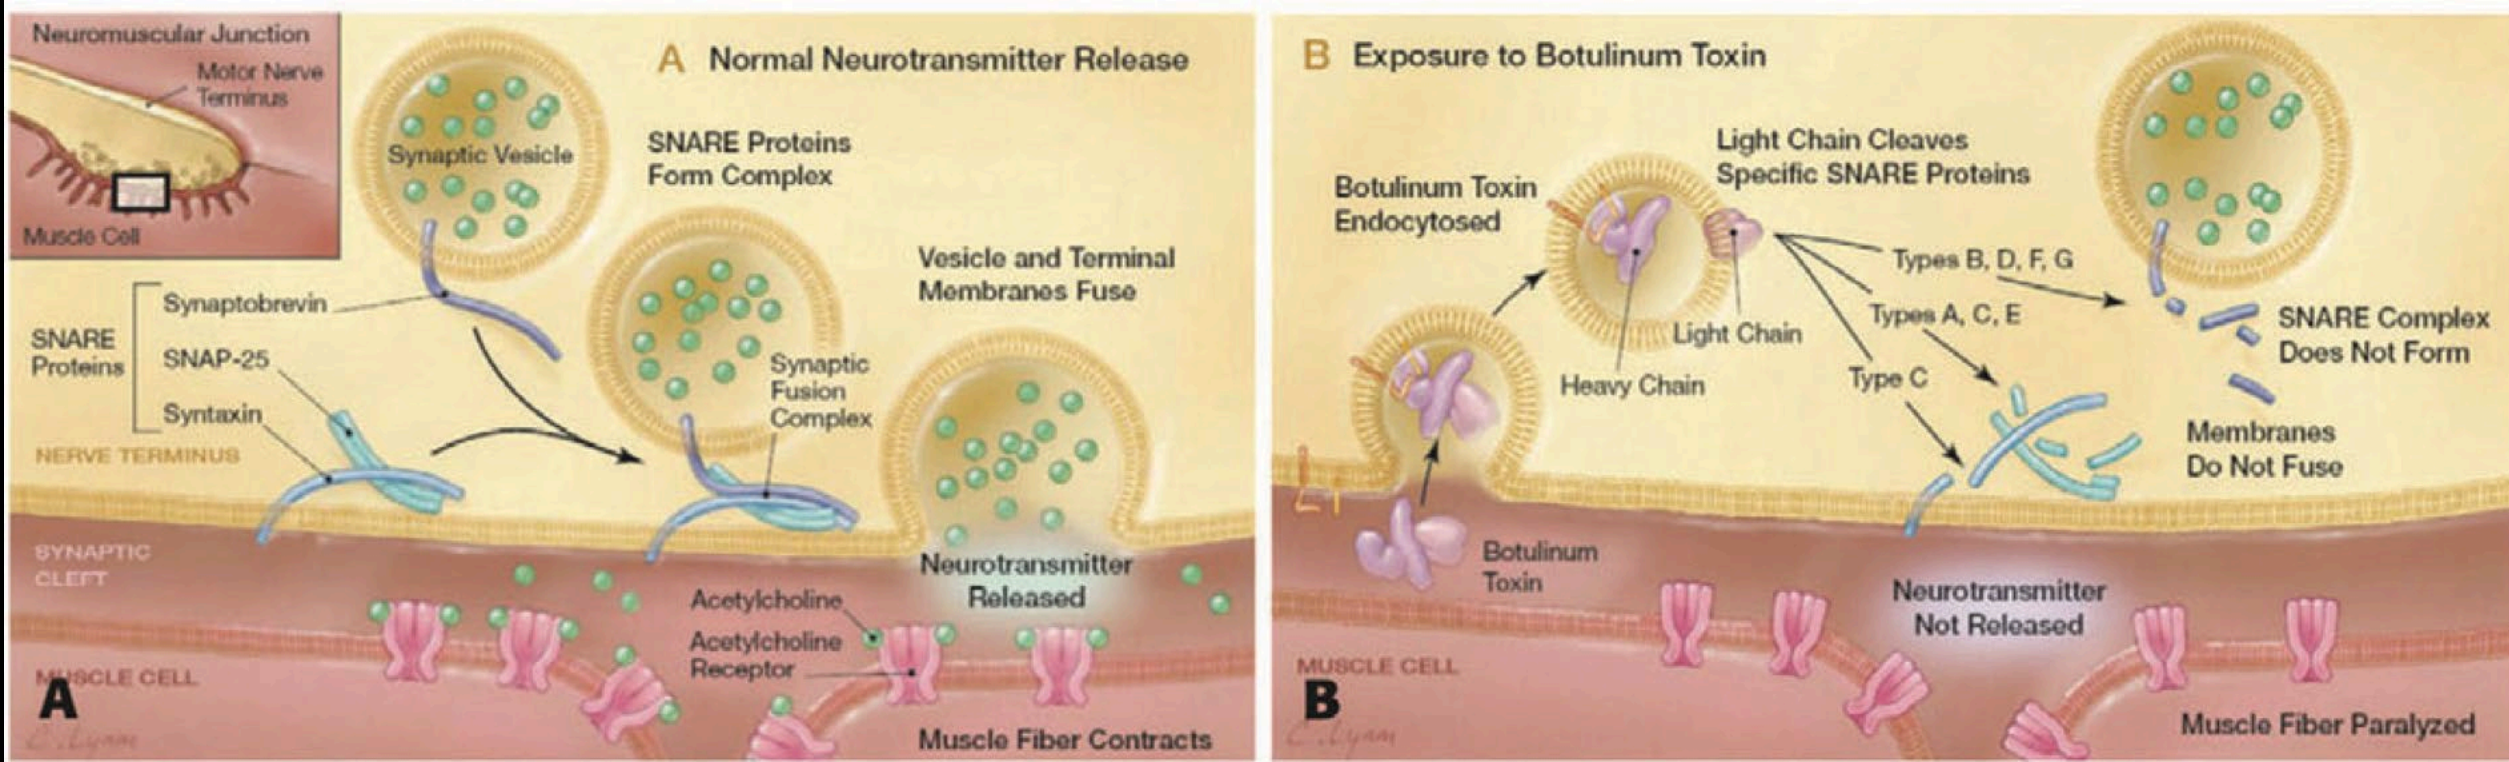 Neuromuscular Junction
Motor Nerve
Terminus
Muscle Cell
A Normal Neurotransmitter Release
Synaptic Vesicle
SNARE Proteins
Form Complex
Vesicle and Terminal
Membranes Fuse
SNARE
Proteins
Synaptobrevin
SNAP-25
Syntaxin
Synaptic
Fusion
Complex
NERVE TERMINUS
SYNAPTIC
CLEFT
Neurotransmitter
Released
Acetylcholine
Acetylcholine
Receptor
MUSCLE CELL
A
C. Lynm
Muscle Fiber Contracts
B Exposure to Botulinum Toxin
Light Chain Cleaves
Specific SNARE Proteins
Botulinum Toxin
Endocytosed
Types B, D, F, G
Types A, C, E
Type C
Light Chain
Heavy Chain
SNARE Complex
Does Not Form
Membranes
Do Not Fuse
Botulinum
Toxin
Neurotransmitter
Not Released
MUSCLE CELL
B
C. Lynm
Muscle Fiber Paralyzed